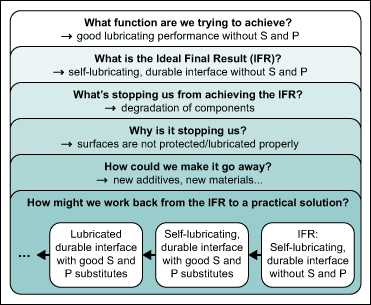 What function are we trying to achieve?
→ good lubricating performance without S and P
What is the Ideal Final Result (IFR)?
→ self-lubricating, durable interface without S and P
What's stopping us from achieving the IFR?
→ degradation of components
Why is it stopping us?
→ surfaces are not protected/lubricated properly
How could we make it go away?
→ new additives, new materials...
How might we work back from the IFR to a practical solution?
...
Lubricated
durable interface
with good S and
P substitutes
Self-lubricating,
durable interface
with good S and
P substitutes
IFR:
Self-lubricating,
durable interface
without S and P